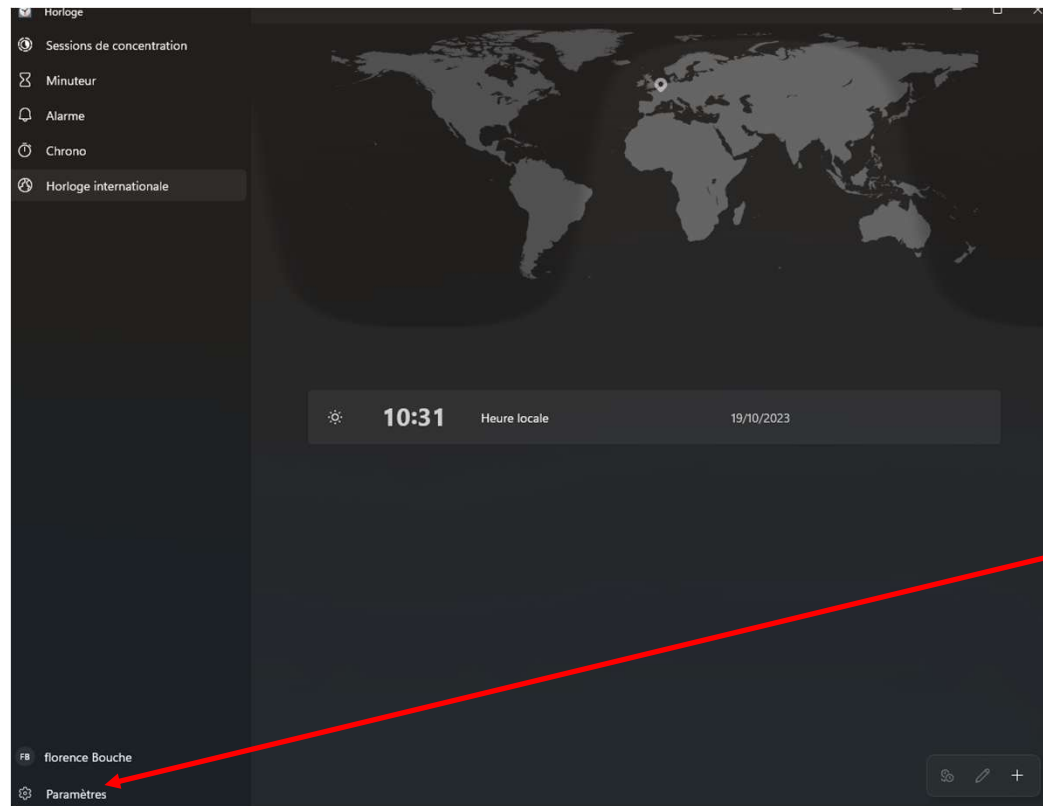 Horloge
Sessions de concentration
Minuteur
Alarme
Chrono
Horloge internationale
10:31 Heure locale 19/10/2023
FB florence Bouche
Paramètres